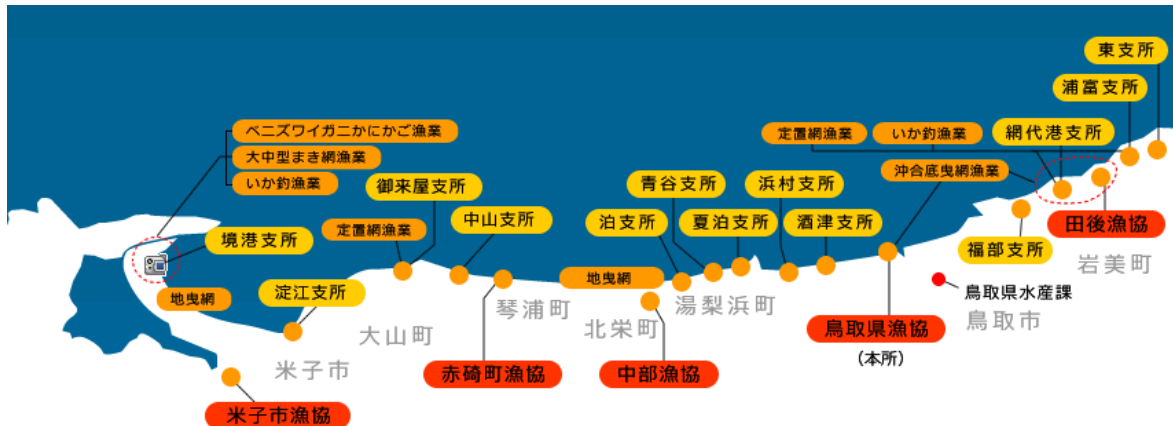 東支所
浦富支所
ベニズワイガニかにかご漁業
定置網漁業
いか釣漁業
網代港支所
大中型まき網漁業
沖合底曳網漁業
いか釣漁業
御来屋支所
青谷支所
浜村支所
中山支所
泊支所
夏泊支所
酒津支所
田後漁協
定置網漁業
境港支所
福部支所
岩美町
地曳網
淀江支所
地曳網
湯梨浜町
鳥取県水産課
琴浦町
鳥取市
大山町
北栄町
鳥取県漁協
(本所)
米子市
赤碕町漁協
中部漁協
米子市漁協